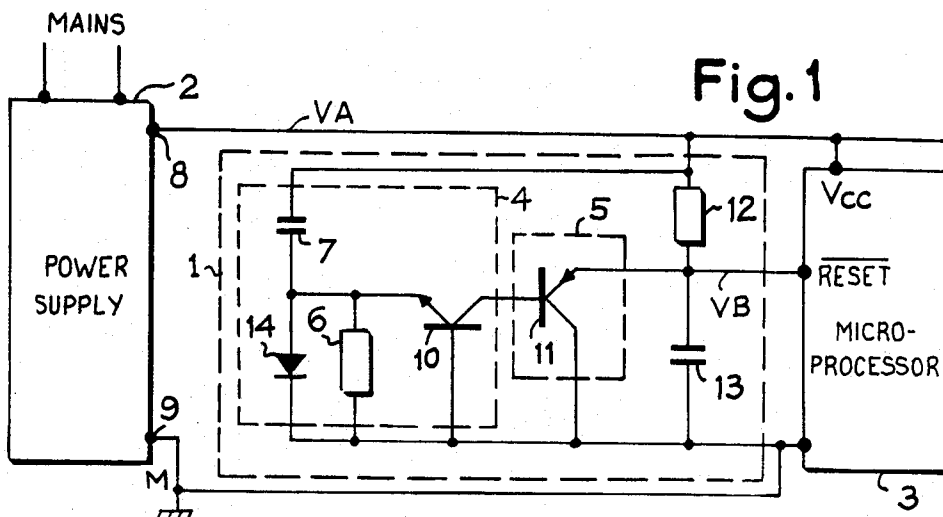 MAINS
Fig.1
2
VA
8
VCC
4
5
12
7
1
POWER
SUPPLY
RESET
VB
6
14
10
11
13
MICRO-
PROCESSOR
9
M
3